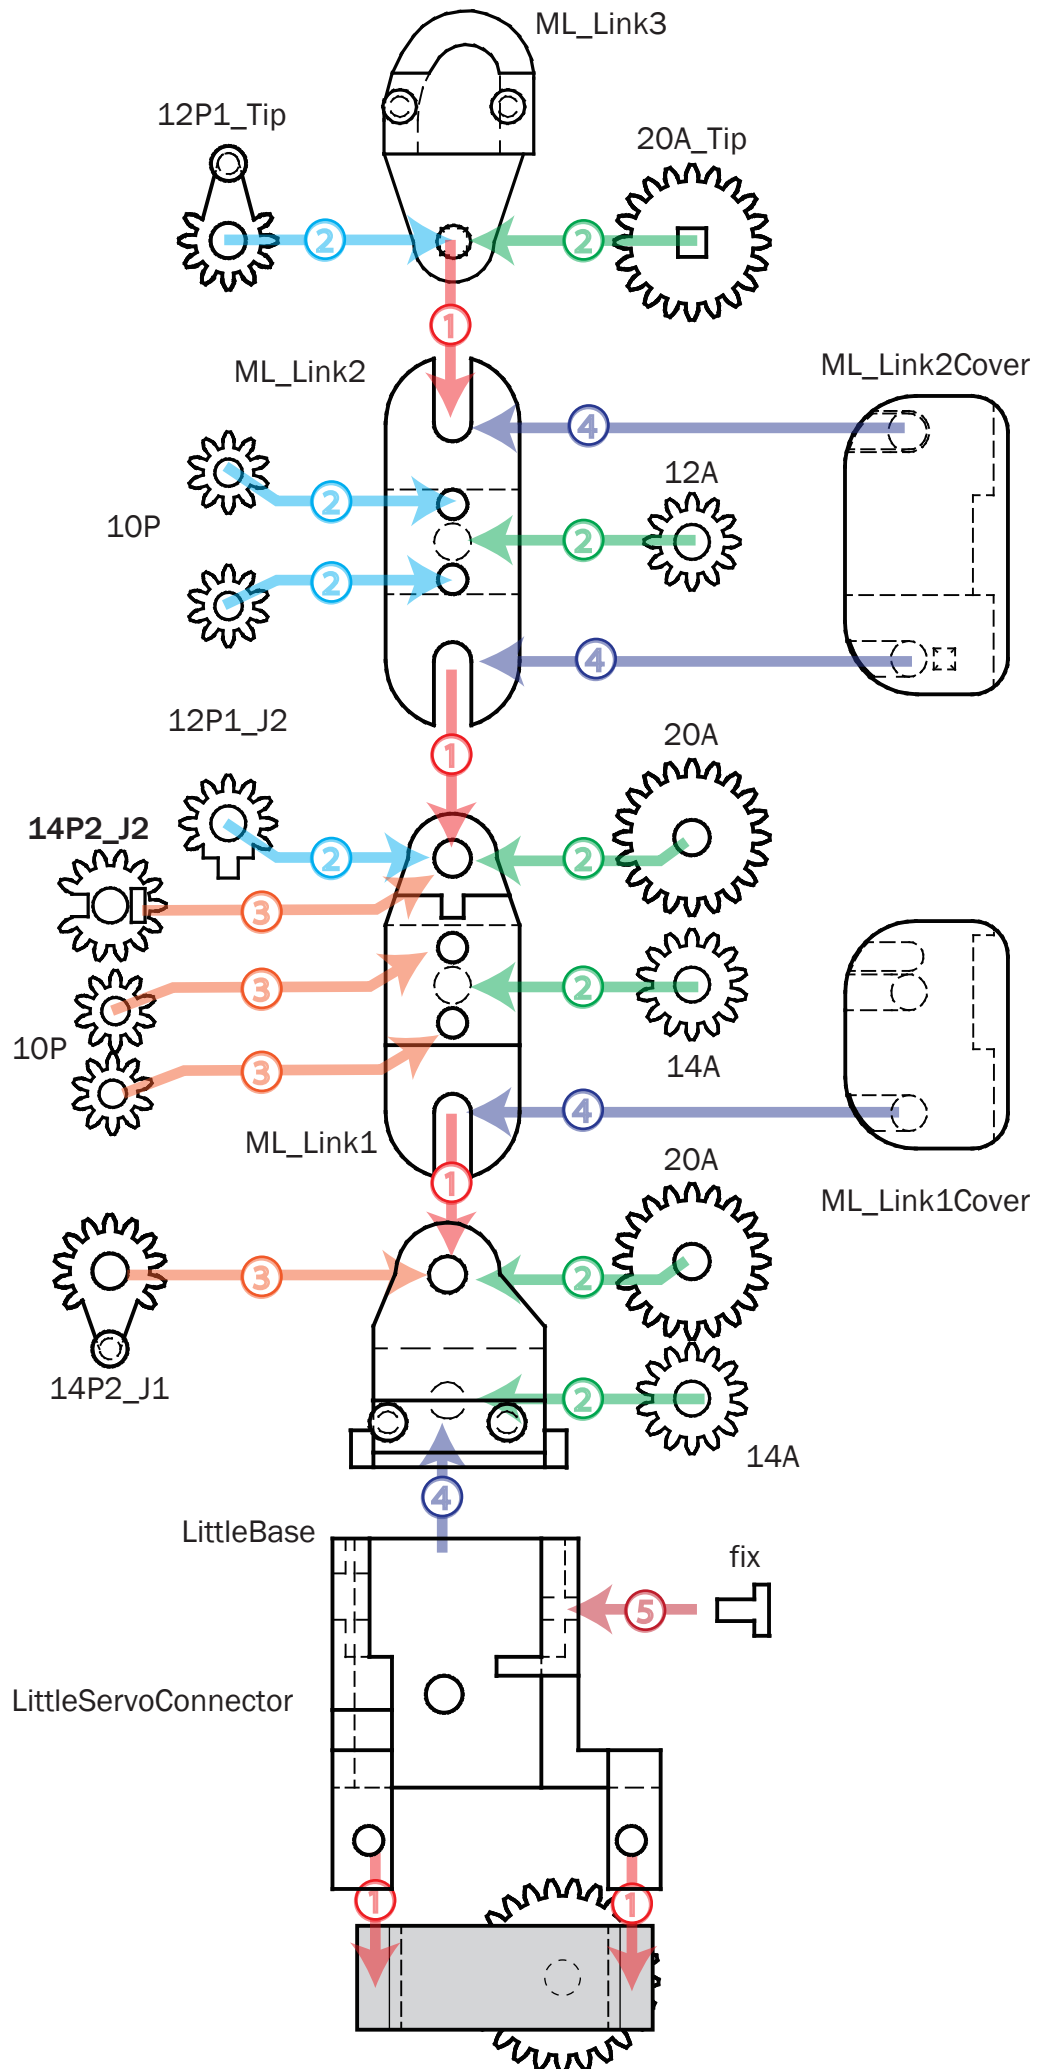 ML_Link3
12P1_Tip
20A_Tip
2
2
1
ML_Link2
ML_Link2Cover
4
12A
2
10P
2
2
4
12P1_J2
1
20A
14P2_J2
2
2
3
3
2
10P
3
14A
4
ML_Link1
1
20A
ML_Link1Cover
3
2
14P2_J1
2
14A
4
LittleBase
fix
5
LittleServoConnector
1
1